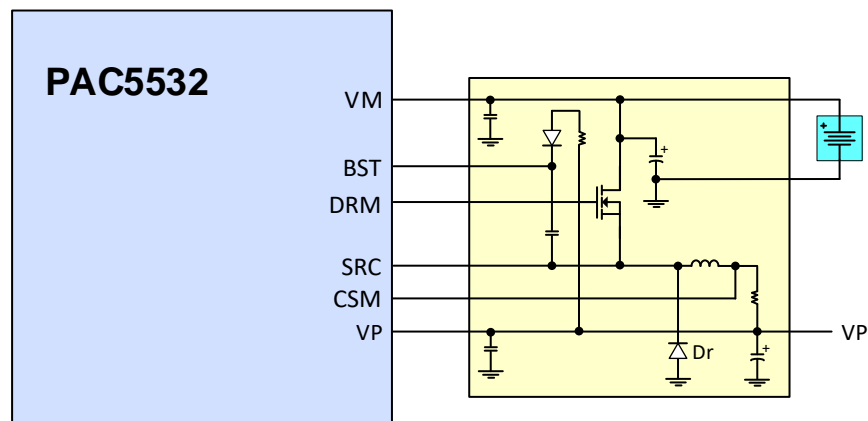 PAC5532
VM
+
BST
+
DRM
SRC
CSM
VP
VP
Dr
+